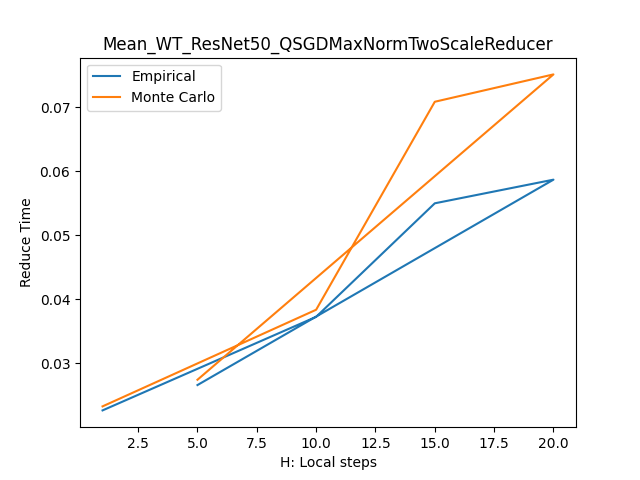 Mean_WT_ResNet50_QSGDMaxNormTwoScaleReducer
Empirical
Monte Carlo
Reduce Time
0.07
0.06
0.05
0.04
0.03
2.5 5.0 7.5 10.0 12.5 15.0 17.5 20.0
H: Local steps